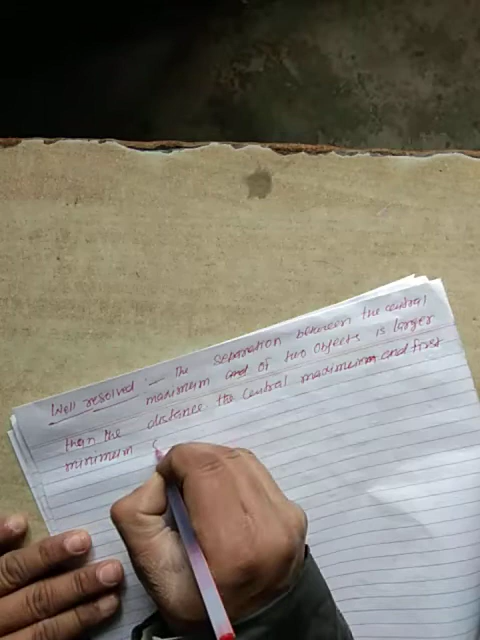 Well resolved :— The separation between the central
maximum and of two objects is larger
than the distance the central maximum and first
minimum (